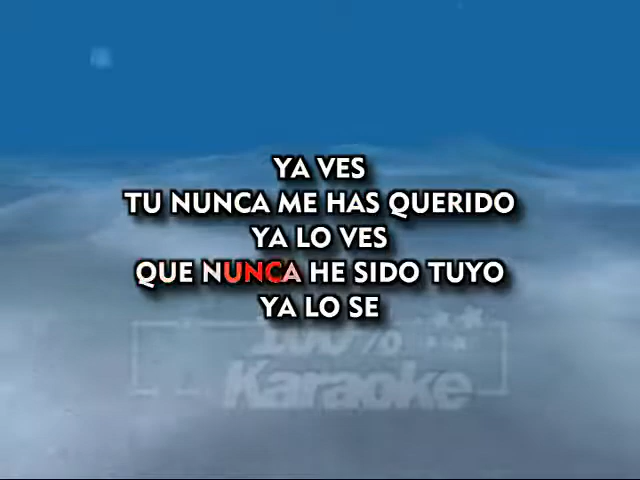 YA VES
TU NUNCA ME HAS QUERIDO
YA LO VES
QUE NUNCA HE SIDO TUYO
YA LO SE
100%
Karaoke